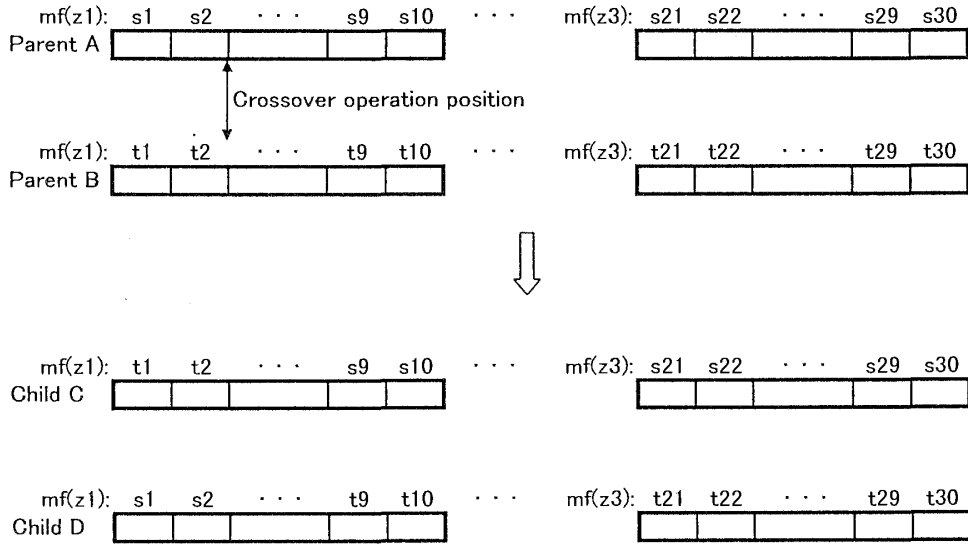 mf(z1): s1 s2 · · · s9 s10 · · · mf(z3): s21 s22 · · · s29 s30
Parent A
Crossover operation position
mf(z1): t1 t2 · · · t9 t10 · · · mf(z3): t21 t22 · · · t29 t30
Parent B
mf(z1): t1 t2 · · · s9 s10 · · · mf(z3): s21 s22 · · · s29 s30
Child C
mf(z1): s1 s2 · · · t9 t10 · · · mf(z3): t21 t22 · · · t29 t30
Child D